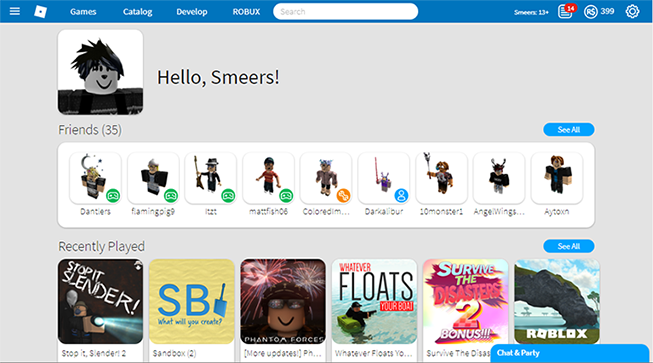 Games Catalog Develop ROBUX Search Smeers: 13+ 14 R$ 399
Hello, Smeers!
Friends (35) See All
Dantlers flamingpig9 Itzt mattfish06 ColoredIm... Darkalibur 10monster1 AngelWings... Aytoxn
Recently Played See All
STOP IT,
SLENDER!
SB
What will you create?
PHANTOM FORCES
WHATEVER
FLOATS
YOUR BOAT
SURVIVE
THE
DISASTERS
2
BONUS!!!
ROBLOX
Chat & Party
Stop it, Slender! 2 Sandbox (2) [More updates!] Ph... Whatever Floats Yo... Survive The Disas